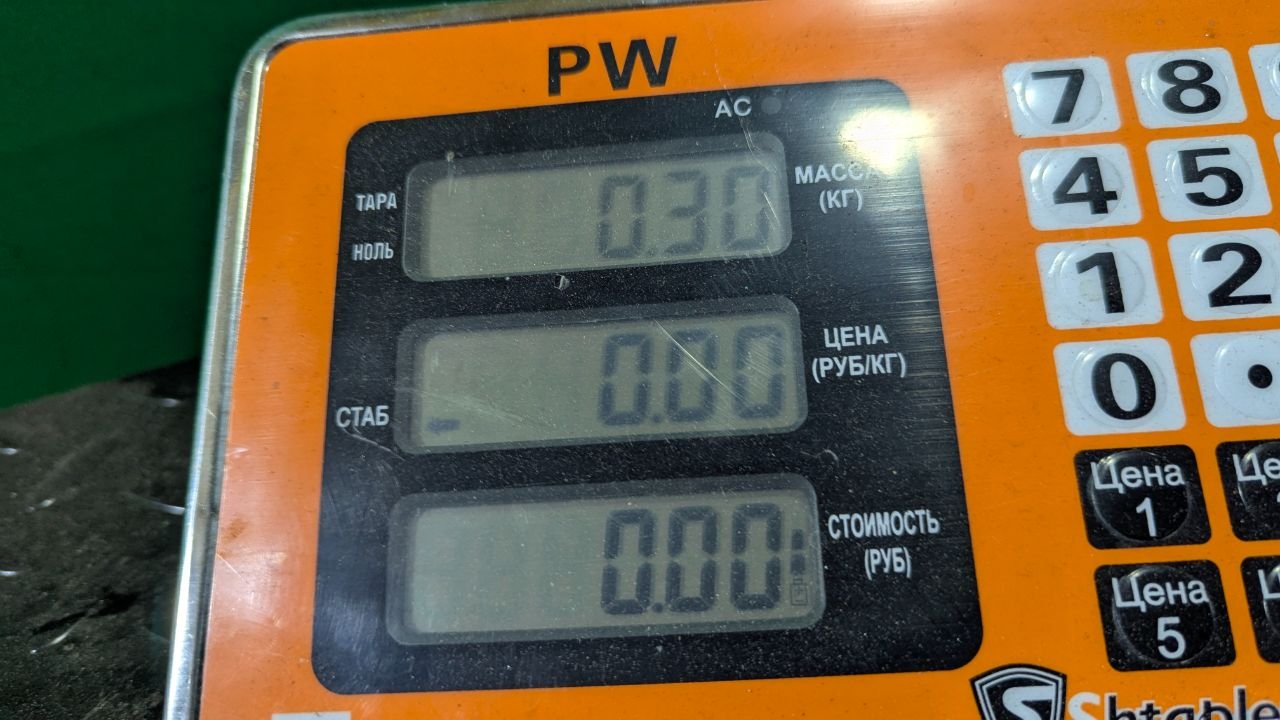 PW
AC
ТАРА
НОЛЬ
0.30
МАССА
(КГ)
СТАБ
0.00
ЦЕНА
(РУБ/КГ)
0.00
СТОИМОСТЬ
(РУБ)
7 8
4 5
1 2
0 .
Цена
1
Цена
5
Shtaple